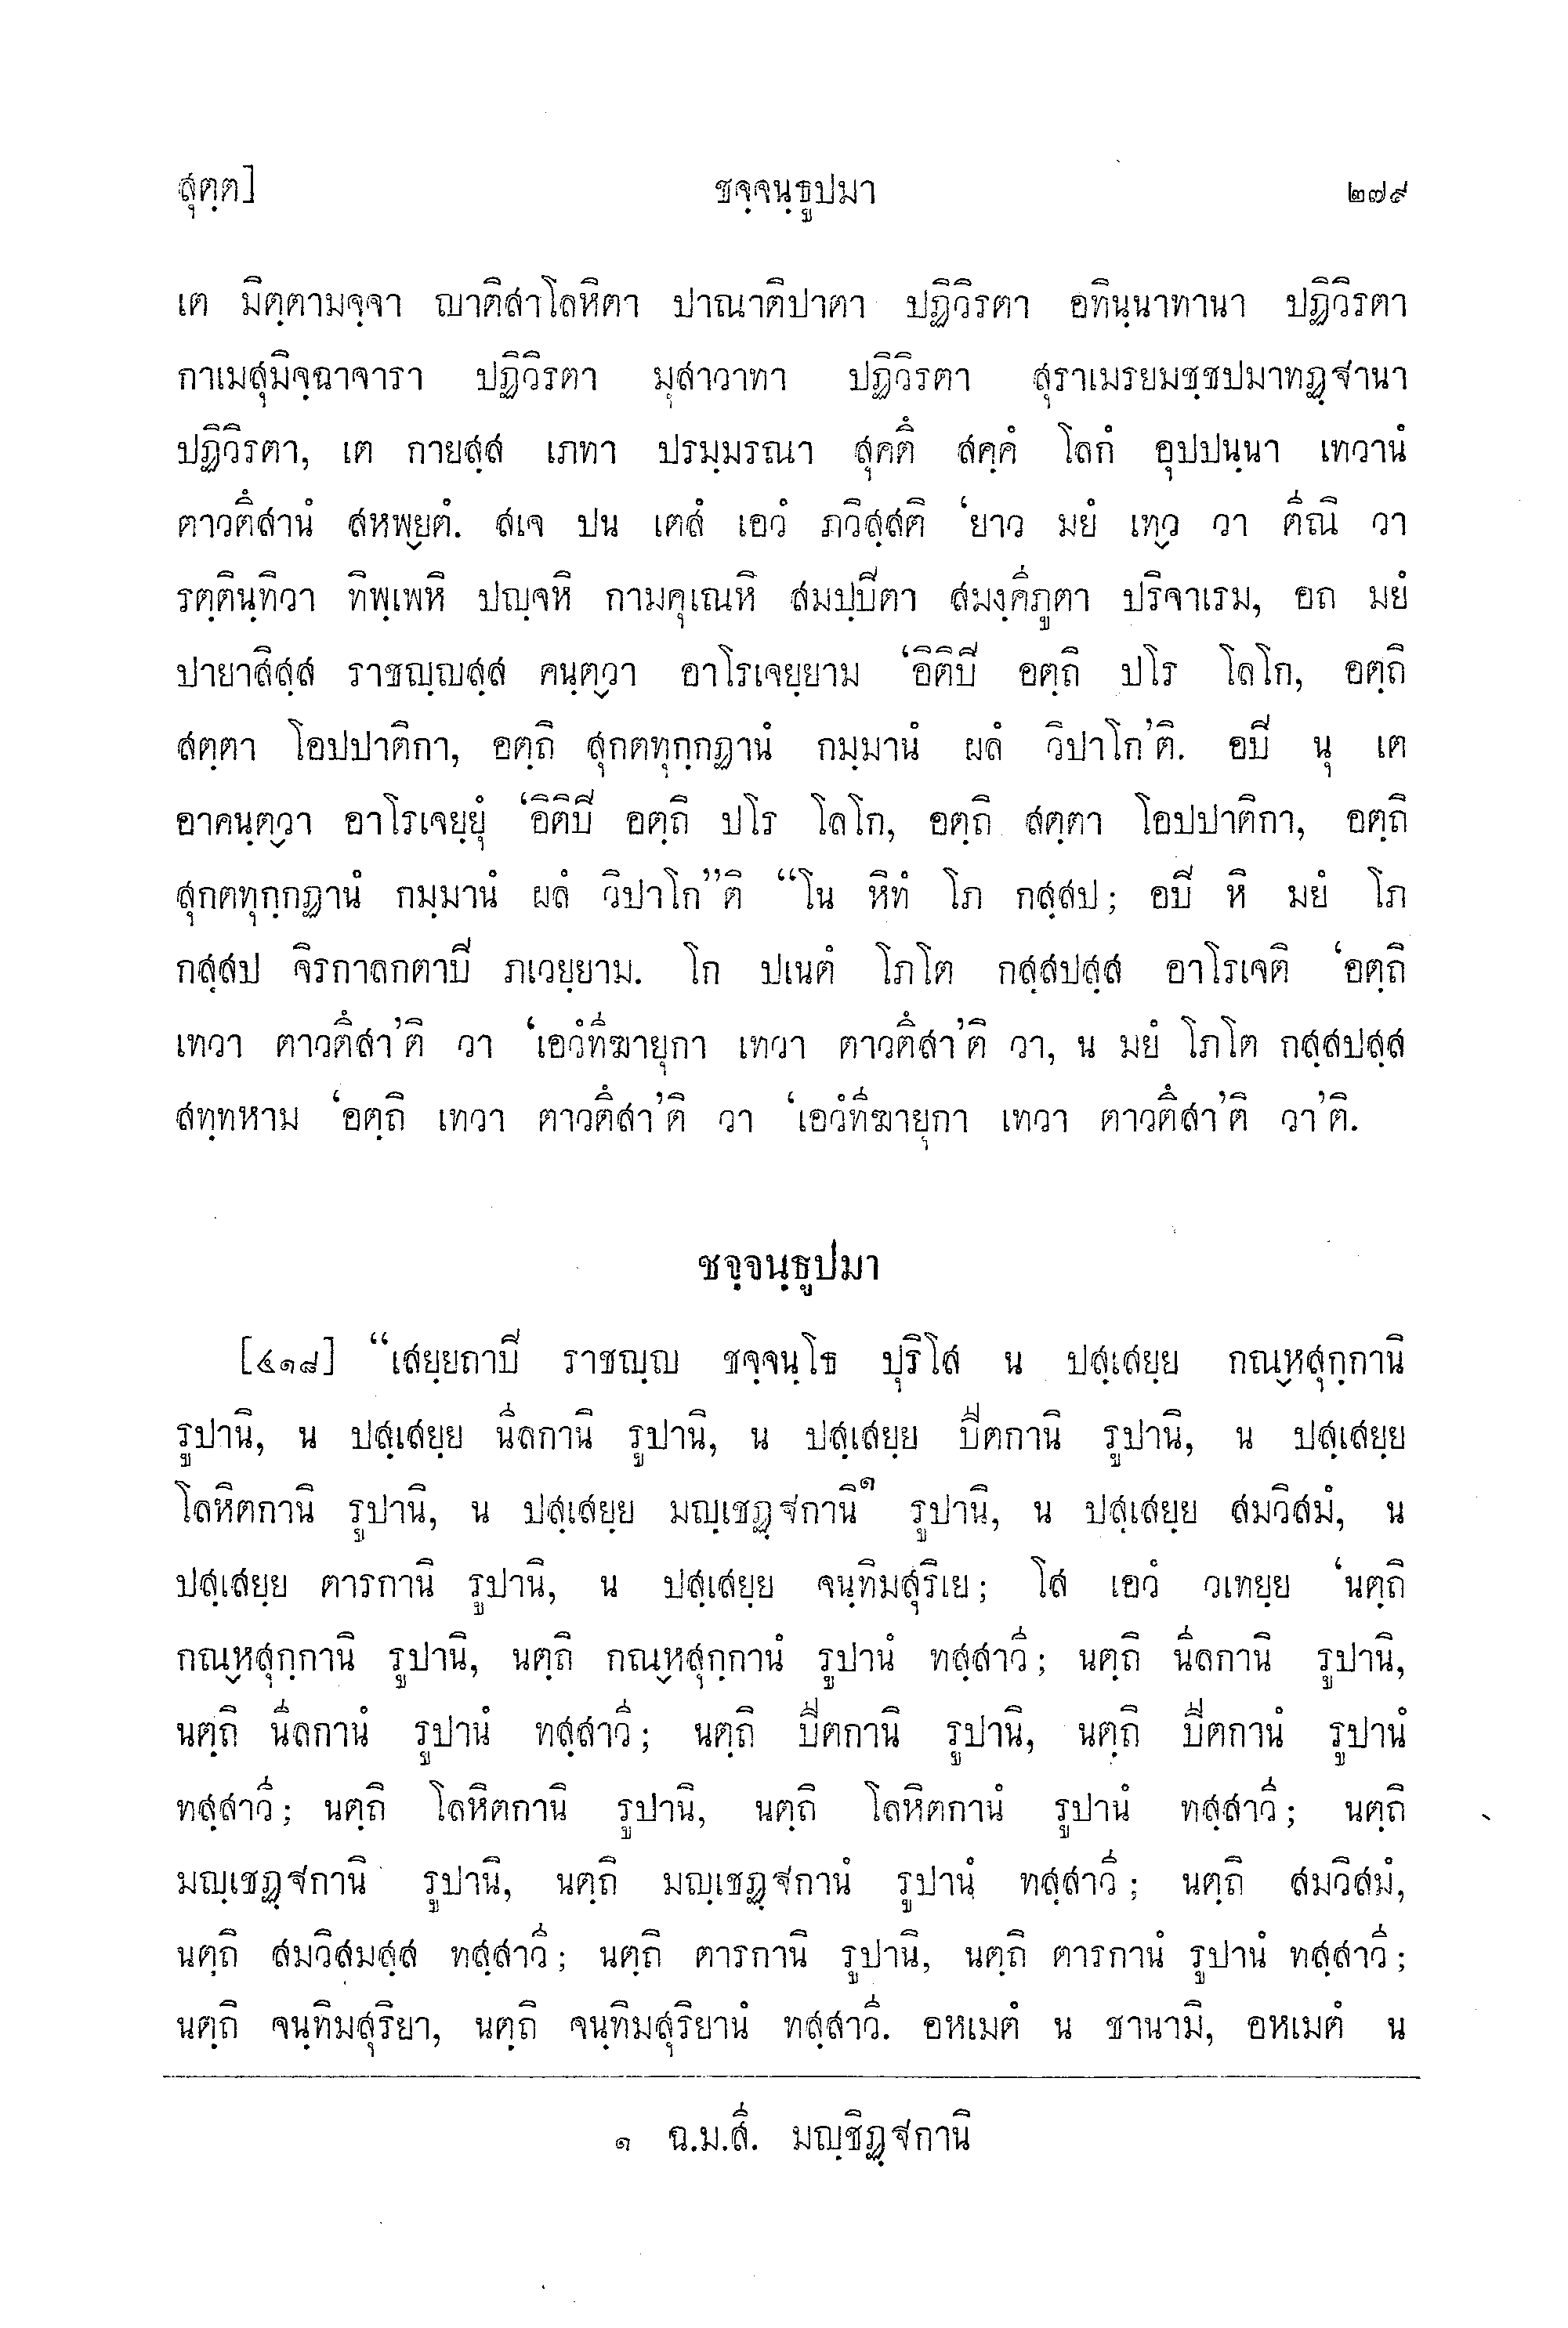 สุตฺต] ชจฺจนฺธูปมา ๒๗๙
เต มิตฺตามจฺจา ญาติสาโลหิตา ปาณาติปาตา ปฏิวิรตา อทินฺนาทานา ปฏิวิรตา
กาเมสุมิจฺฉาจารา ปฏิวิรตา มุสาวาทา ปฏิวิรตา สุราเมรยมชฺชปมาทฏฺฐานา
ปฏิวิรตา, เต กายสฺส เภทา ปรมฺมรณา สุคตึ สคฺคํ โลกํ อุปปนฺนา เทวานํ
ตาวตึสานํ สหพฺยตํ. สเจ ปน เตสํ เอวํ ภวิสฺสติ ‘ยาว มยํ เทฺว วา ตีณิ วา
รตฺตินฺทิวา ทิพฺเพหิ ปญฺจหิ กามคุเณหิ สมปฺปีตา สมงฺคีภูตา ปริจาเรม, อถ มยํ
ปายาสิสฺส ราชญฺญสฺส คนฺตฺวา อาโรเจยฺยาม ‘อิติปิ อตฺถิ ปโร โลโก, อตฺถิ
สตฺตา โอปปาติกา, อตฺถิ สุกตทุกฺกฏานํ กมฺมานํ ผลํ วิปาโก’ติ. อปิ นุ เต
อาคนฺตฺวา อาโรเจยฺยุํ ‘อิติปิ อตฺถิ ปโร โลโก, อตฺถิ สตฺตา โอปปาติกา, อตฺถิ
สุกตทุกฺกฏานํ กมฺมานํ ผลํ วิปาโก”ติ “โน หิทํ โภ กสฺสป; อปิ หิ มยํ โภ
กสฺสป จิรกาลกตาปิ ภเวยฺยาม. โก ปเนตํ โภโต กสฺสปสฺส อาโรเจติ ‘อตฺถิ
เทวา ตาวตึสา’ติ วา ‘เอวํทีฆายุกา เทวา ตาวตึสา’ติ วา, น มยํ โภโต กสฺสปสฺส
สทฺทหาม ‘อตฺถิ เทวา ตาวตึสา’ติ วา ‘เอวํทีฆายุกา เทวา ตาวตึสา’ติ วา’ติ.
ชจฺจนฺธูปมา
[๔๑๘] “เสยฺยถาปิ ราชญฺญ ชจฺจนฺโธ ปุริโส น ปสฺเสยฺย กณฺหสุกฺกานิ
รูปานิ, น ปสฺเสยฺย นีลกานิ รูปานิ, น ปสฺเสยฺย ปีตกานิ รูปานิ, น ปสฺเสยฺย
โลหิตกานิ รูปานิ, น ปสฺเสยฺย มญฺเชฏฺฐกานิ๑ รูปานิ, น ปสฺเสยฺย สมวิสมํ, น
ปสฺเสยฺย ตารกานิ รูปานิ, น ปสฺเสยฺย จนฺทิมสุริเย; โส เอวํ วเทยฺย ‘นตฺถิ
กณฺหสุกฺกานิ รูปานิ, นตฺถิ กณฺหสุกฺกานํ รูปานํ ทสฺสาวี; นตฺถิ นีลกานิ รูปานิ,
นตฺถิ นีลกานํ รูปานํ ทสฺสาวี; นตฺถิ ปีตกานิ รูปานิ, นตฺถิ ปีตกานํ รูปานํ
ทสฺสาวี; นตฺถิ โลหิตกานิ รูปานิ, นตฺถิ โลหิตกานํ รูปานํ ทสฺสาวี; นตฺถิ
มญฺเชฏฺฐกานิ รูปานิ, นตฺถิ มญฺเชฏฺฐกานํ รูปานํ ทสฺสาวี; นตฺถิ สมวิสมํ,
นตฺถิ สมวิสมสฺส ทสฺสาวี; นตฺถิ ตารกานิ รูปานิ, นตฺถิ ตารกานํ รูปานํ ทสฺสาวี;
นตฺถิ จนฺทิมสุริยา, นตฺถิ จนฺทิมสุริยานํ ทสฺสาวี. อหเมตํ น ชานามิ, อหเมตํ น
๑ ฉ.ม.สี. มญฺชิฏฺฐกานิ